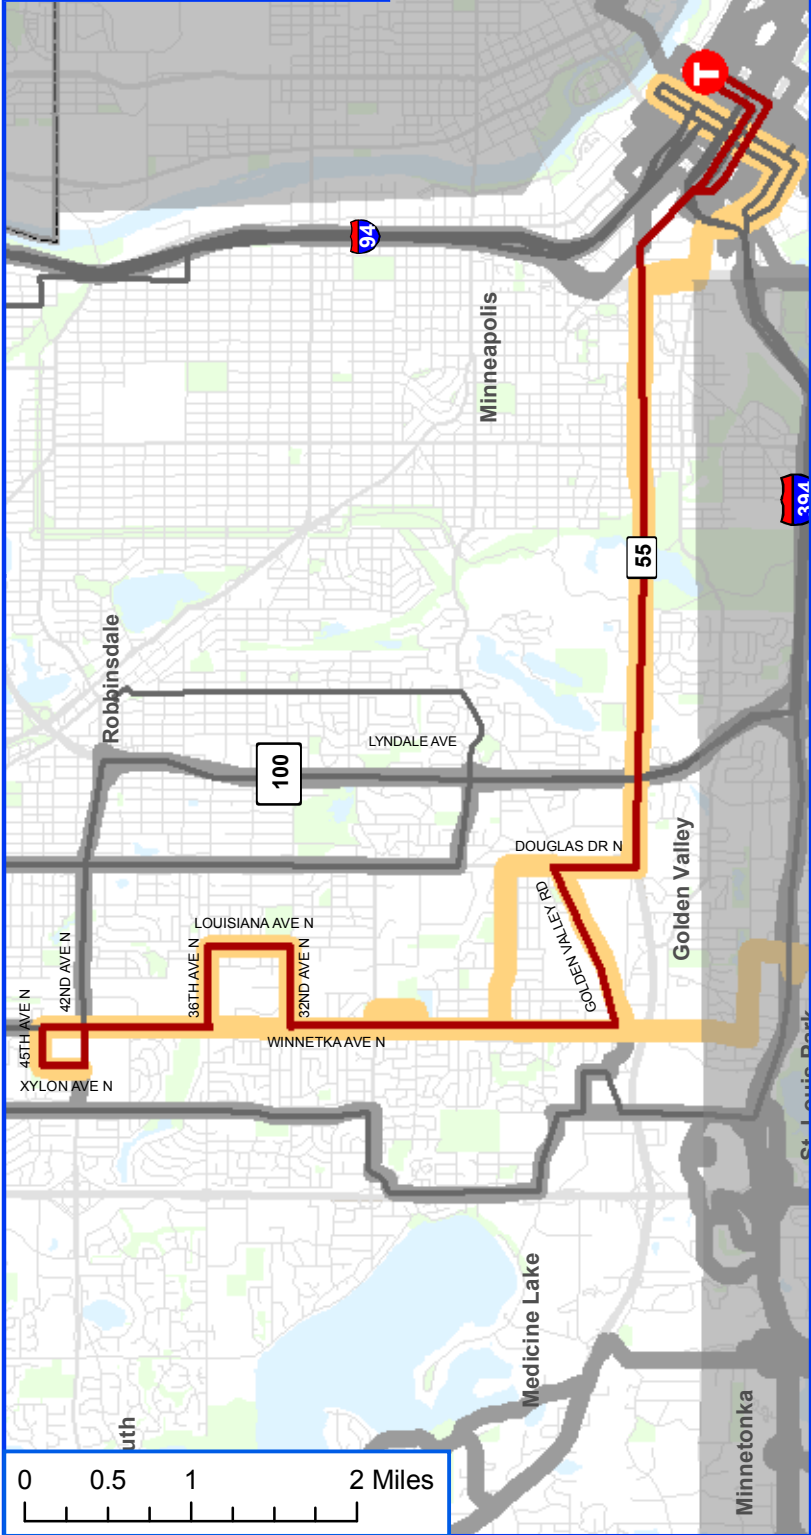 T
94
Minneapolis
394
55
Robbinsdale
LYNDALE AVE
100
DOUGLAS DR N
Golden Valley
LOUISIANA AVE N
GOLDEN VALLEY RD
42ND AVE N
36TH AVE N
32ND AVE N
45TH AVE N
WINNETKA AVE N
XYLON AVE N
St. Louis Park
Medicine Lake
Minnetonka
uth
0 0.5 1 2 Miles